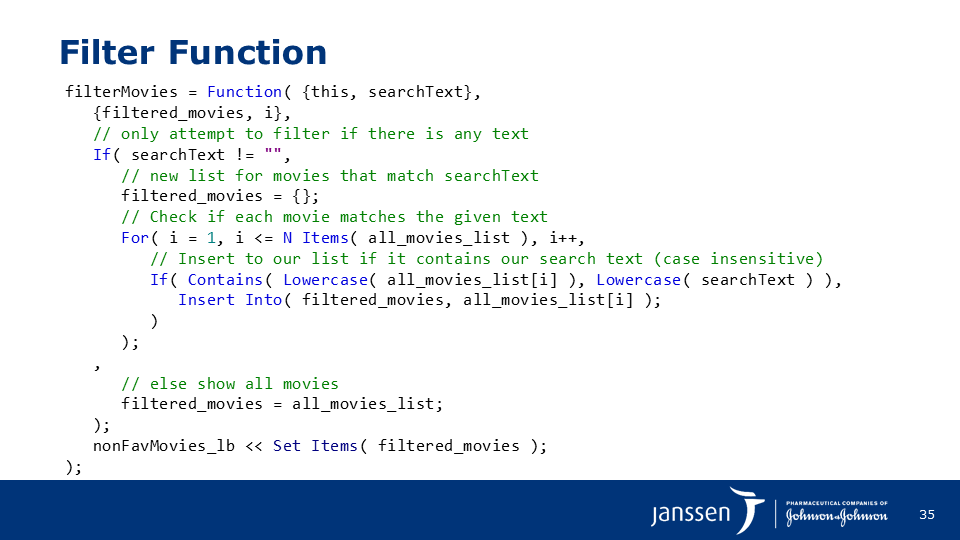 Filter Function
filterMovies = Function( {this, searchText},
{filtered_movies, i},
// only attempt to filter if there is any text
If( searchText != "",
// new list for movies that match searchText
filtered_movies = {};
// Check if each movie matches the given text
For( i = 1, i <= N Items( all_movies_list ), i++,
// Insert to our list if it contains our search text (case insensitive)
If( Contains( Lowercase( all_movies_list[i] ), Lowercase( searchText ) ),
Insert Into( filtered_movies, all_movies_list[i] );
)
);
,
// else show all movies
filtered_movies = all_movies_list;
);
nonFavMovies_lb << Set Items( filtered_movies );
);
janssen
PHARMACEUTICAL COMPANIES OF
Johnson & Johnson
35